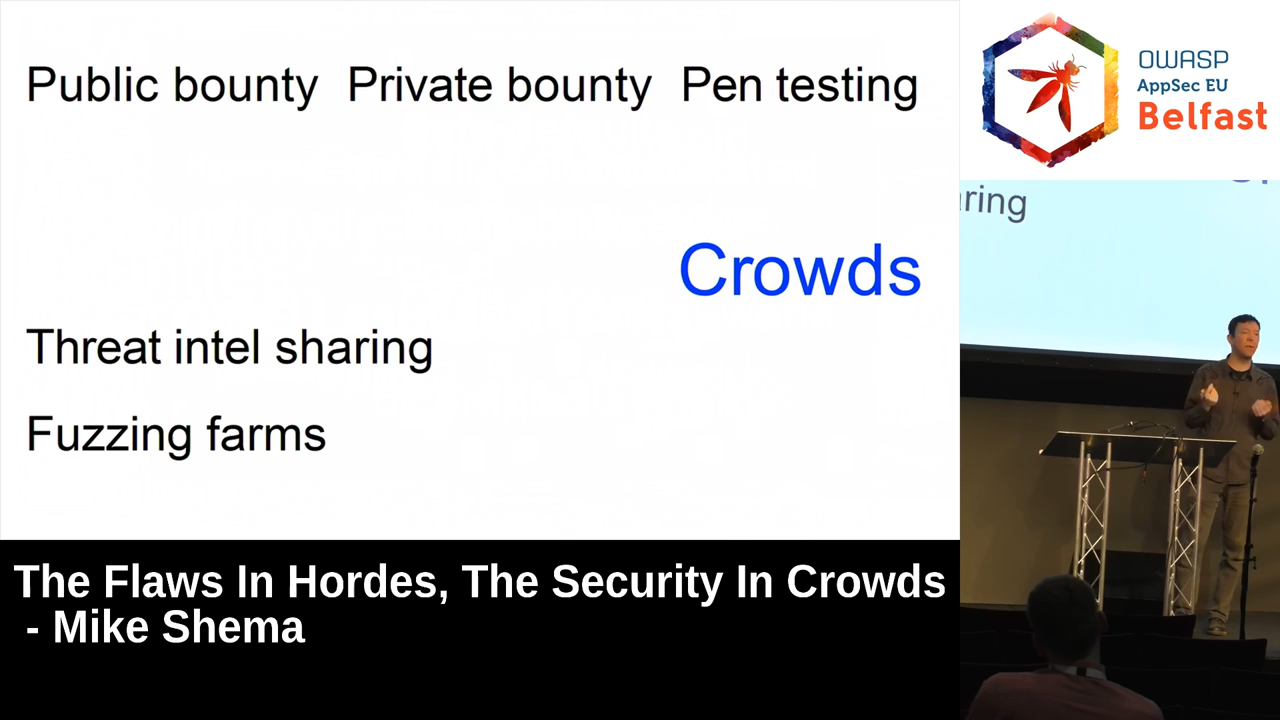 Public bounty Private bounty Pen testing
Crowds
Threat intel sharing
Fuzzing farms
OWASP
AppSec EU
Belfast
ring
The Flaws In Hordes, The Security In Crowds
- Mike Shema